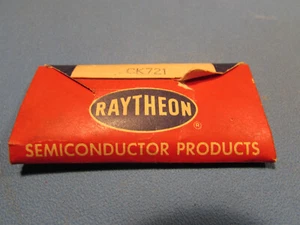 CK721
RAYTHEON
®
SEMICONDUCTOR PRODUCTS